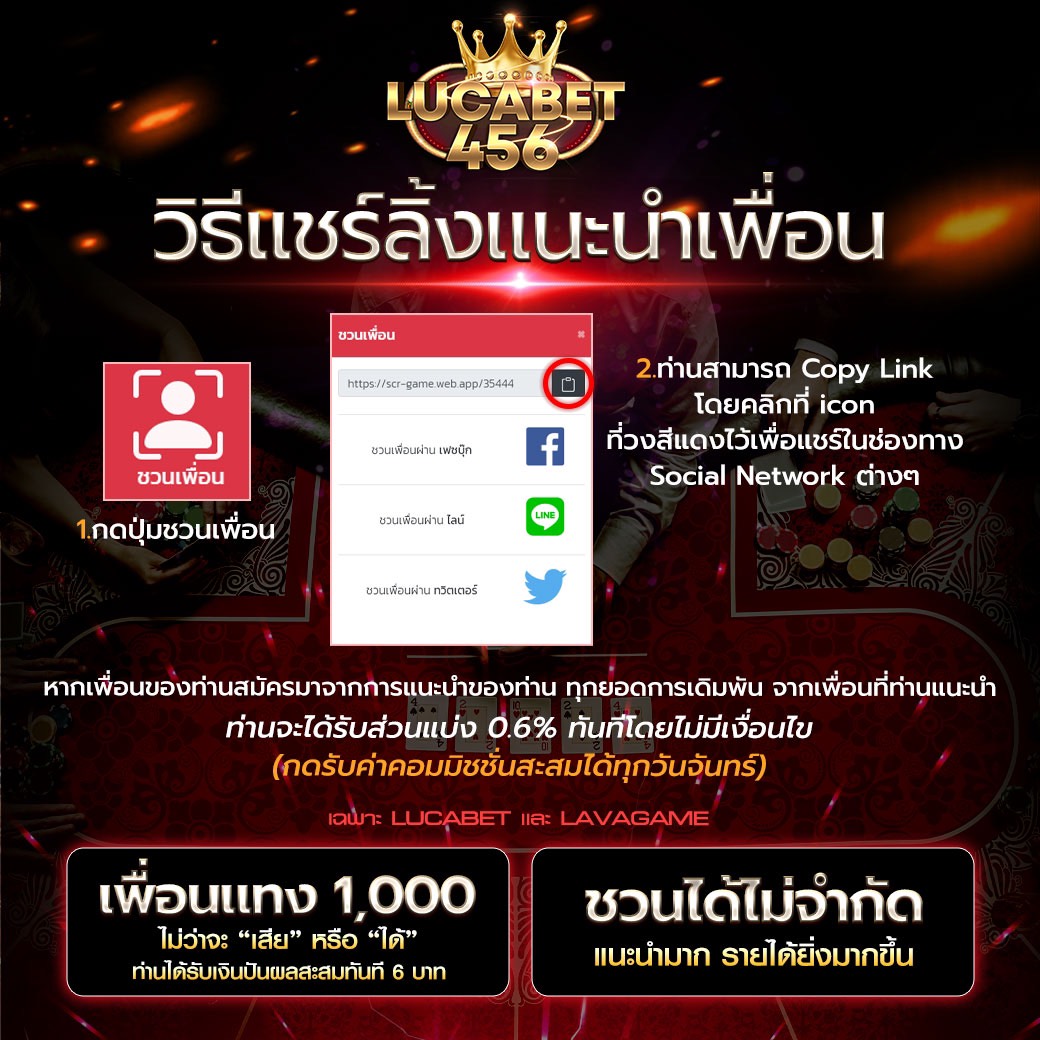 LUCABET
456
วิธีแชร์ลิ้งแนะนำเพื่อน
ชวนเพื่อน
1.กดปุ่มชวนเพื่อน
ชวนเพื่อน
https://scr-game.web.app/35444
ชวนเพื่อนผ่าน เฟซบุ๊ก
ชวนเพื่อนผ่าน ไลน์
LINE
ชวนเพื่อนผ่าน ทวิตเตอร์
2.ท่านสามารถ Copy Link
โดยคลิกที่ icon
ที่วงสีแดงไว้เพื่อแชร์ในช่องทาง
Social Network ต่างๆ
หากเพื่อนของท่านสมัครมาจากการแนะนำของท่าน ทุกยอดการเดิมพัน จากเพื่อนที่ท่านแนะนำ
ท่านจะได้รับส่วนแบ่ง 0.6% ทันทีโดยไม่มีเงื่อนไข
(กดรับค่าคอมมิชชั่นสะสมได้ทุกวันจันทร์)
เฉพาะ LUCABET และ LAVAGAME
เพื่อนแทง 1,000
ไม่ว่าจะ “เสีย” หรือ “ได้”
ท่านได้รับเงินปันผลสะสมทันที 6 บาท
ชวนได้ไม่จำกัด
แนะนำมาก รายได้ยิ่งมากขึ้น